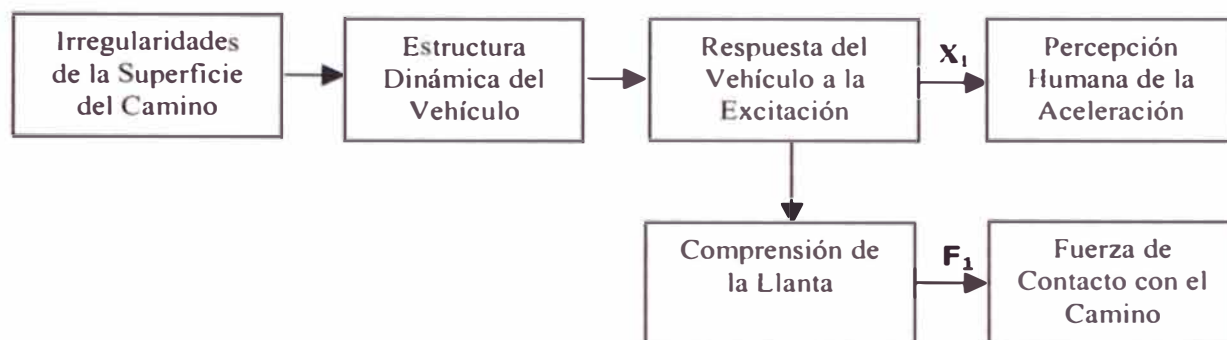 Irregularidades
de la Superficie
del Camino
Estructura
Dinámica del
Vehículo
Respuesta del
Vehículo a la
Excitación
X₁
Percepción
Humana de la
Aceleración
Comprensión de
la Llanta
F₁
Fuerza de
Contacto con el
Camino